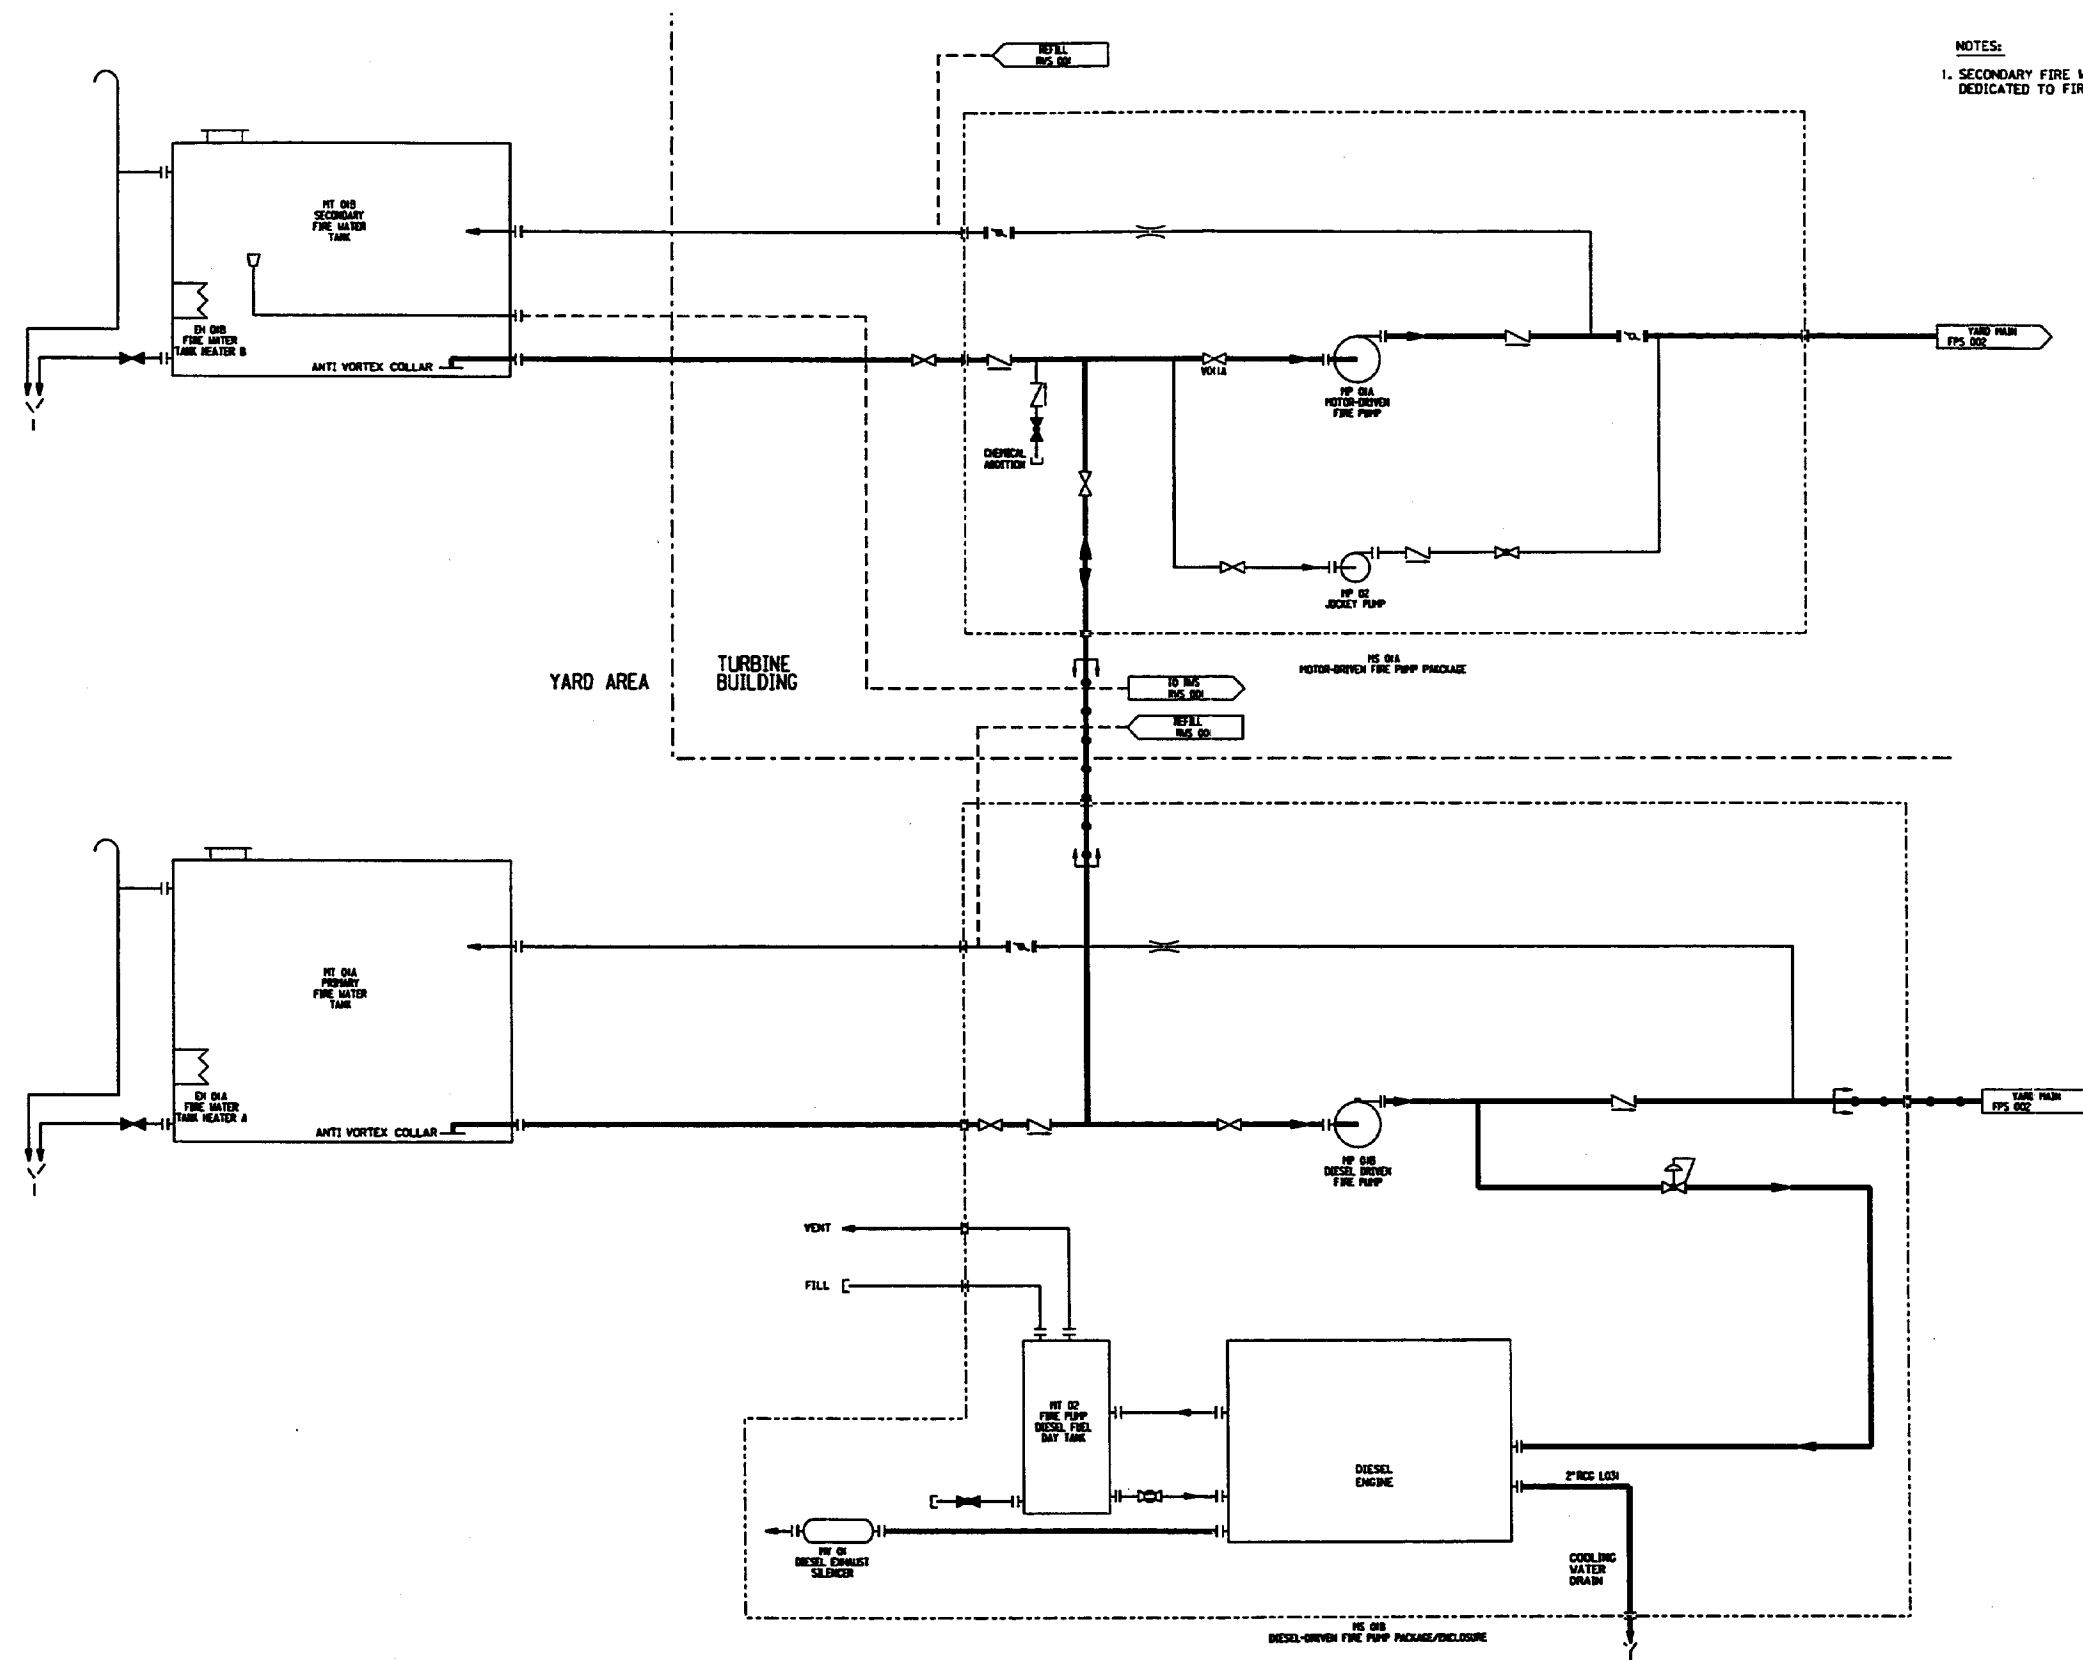 NOTES:
1. SECONDARY FIRE W
DEDICATED TO FIR
REFILL
RWS 001
MT 01B
SECONDARY
FIRE WATER
TANK
EH 01B
FIRE WATER
TANK HEATER B
ANTI VORTEX COLLAR
V011A
YARD MAIN
FPS 002
MP 01A
MOTOR-DRIVEN
FIRE PUMP
CHEMICAL
ADDITION
MP 02
JOCKEY PUMP
MS 01A
MOTOR-DRIVEN FIRE PUMP PACKAGE
YARD AREA
TURBINE
BUILDING
TO RWS
RWS 001
REFILL
RWS 001
MT 01A
PRIMARY
FIRE WATER
TANK
EH 01A
FIRE WATER
TANK HEATER A
ANTI VORTEX COLLAR
YARD MAIN
FPS 002
MP 01B
DIESEL DRIVEN
FIRE PUMP
VENT
FILL
MT 02
FIRE PUMP
DIESEL FUEL
DAY TANK
DIESEL
ENGINE
2" RCG L031
MY 01
DIESEL EXHAUST
SILENCER
COOLING
WATER
DRAIN
MS 01B
DIESEL-DRIVEN FIRE PUMP PACKAGE/ENCLOSURE